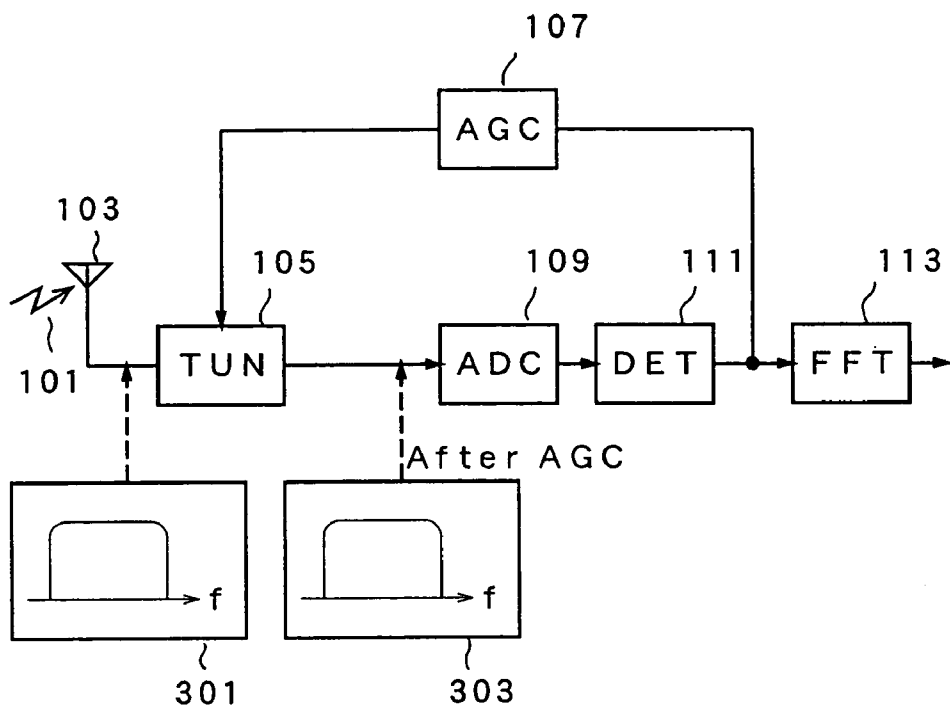 107
AGC
103
105
109
111
113
101
TUN
ADC
DET
FFT
After AGC
f
f
301
303